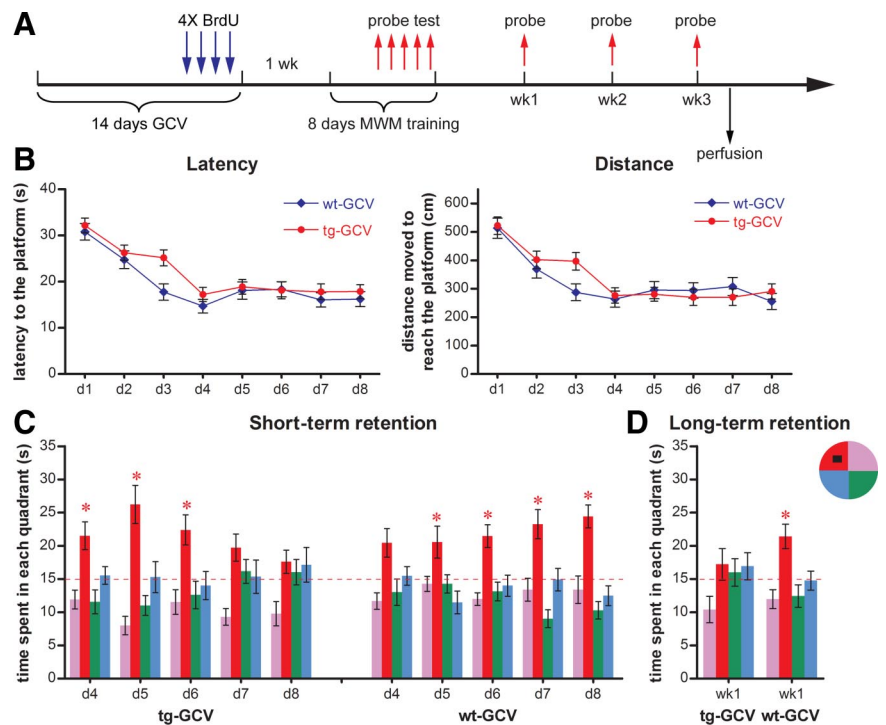 A
4X BrdU
probe test
probe
probe
probe
1 wk
wk1
wk2
wk3
14 days GCV
8 days MWM training
perfusion
B
Latency
Distance
latency to the platform (s)
40
30
20
10
0
wt-GCV
tg-GCV
d1 d2 d3 d4 d5 d6 d7 d8
distance moved to
reach the platform (cm)
600
500
400
300
200
100
0
wt-GCV
tg-GCV
d1 d2 d3 d4 d5 d6 d7 d8
C
Short-term retention
time spent in each quadrant (s)
35
30
25
20
15
10
5
0
* * *
* * * *
d4 d5 d6 d7 d8 d4 d5 d6 d7 d8
tg-GCV wt-GCV
D
Long-term retention
time spent in each quadrant (s)
35
30
25
20
15
10
5
0
*
wk1 wk1
tg-GCV wt-GCV